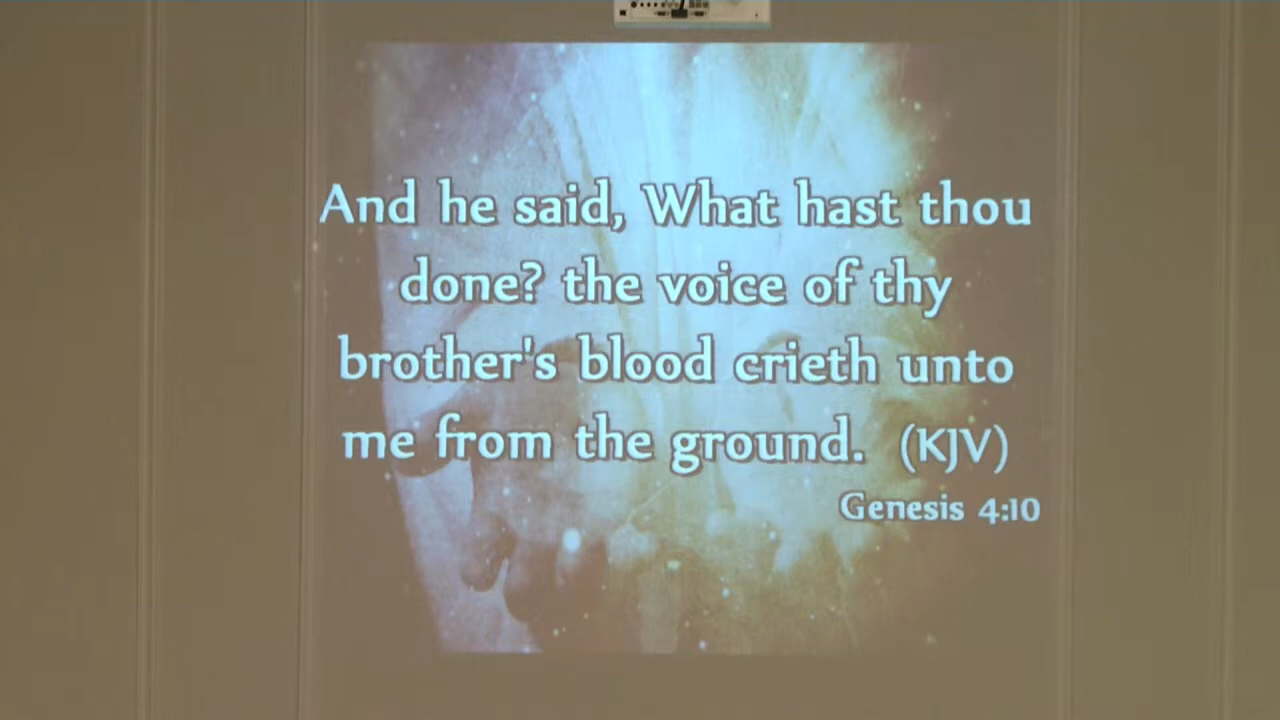 And he said, What hast thou
done? the voice of thy
brother's blood crieth unto
me from the ground. (KJV)
Genesis 4:10